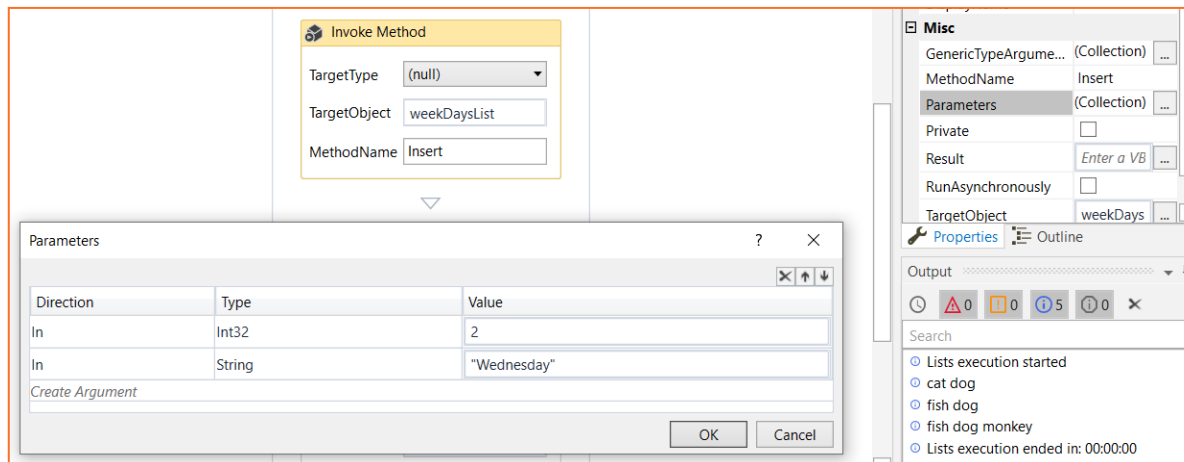 Invoke Method
TargetType (null)
TargetObject weekDaysList
MethodName Insert
Misc
GenericTypeArgume... (Collection) ...
MethodName Insert
Parameters (Collection) ...
Private
Result Enter a VB ...
RunAsynchronously
TargetObject weekDays ...
Properties Outline
Parameters ?
Direction Type Value
In Int32 2
In String "Wednesday"
Create Argument
OK Cancel
Output
0 0 5 0
Search
Lists execution started
cat dog
fish dog
fish dog monkey
Lists execution ended in: 00:00:00